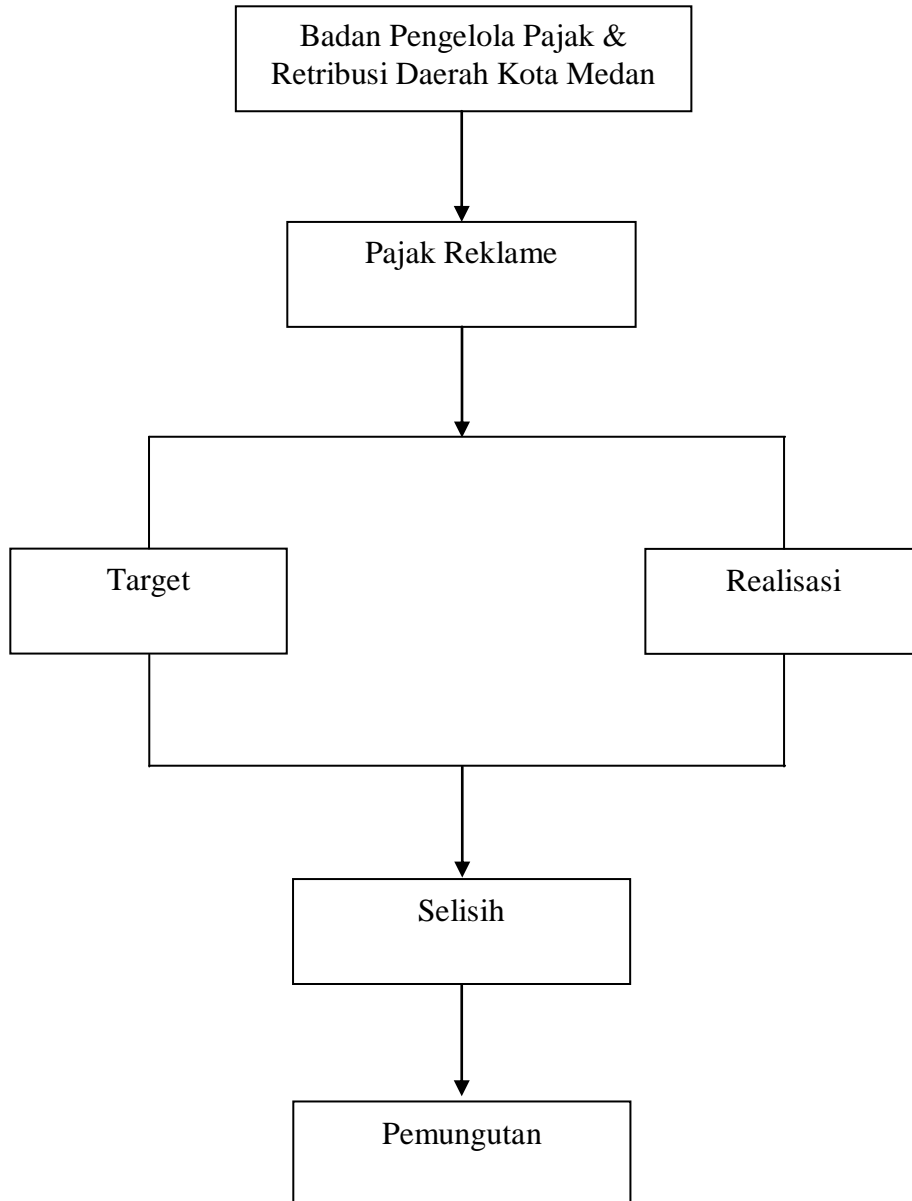 Badan Pengelola Pajak &
Retribusi Daerah Kota Medan
Pajak Reklame
Target
Realisasi
Selisih
Pemungutan